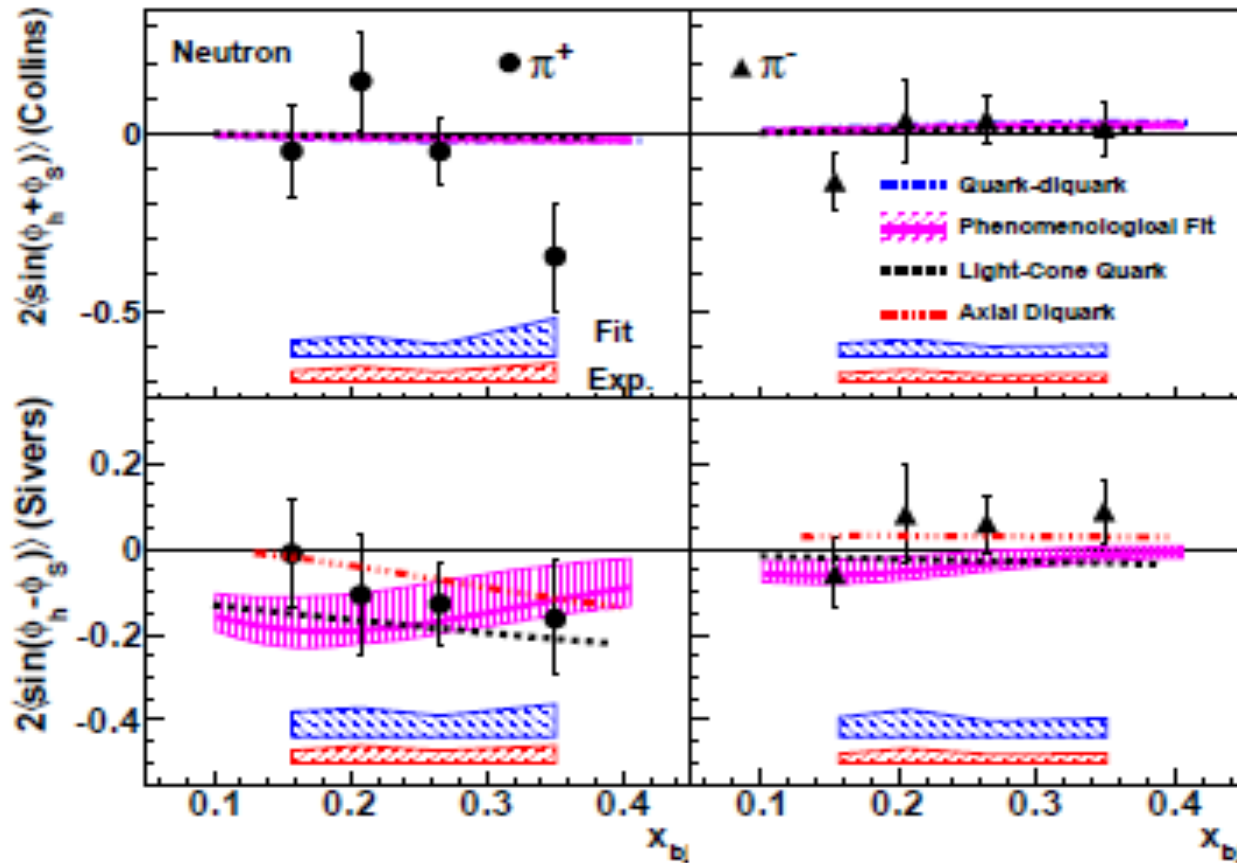 2⟨sin(ϕh+ϕS)⟩ (Collins)
Neutron
π+
π-
0
-0.5
Quark-diquark
Phenomenological Fit
Light-Cone Quark
Axial Diquark
Fit
Exp.
2⟨sin(ϕh-ϕS)⟩ (Sivers)
0.2
0
-0.2
-0.4
0.1 0.2 0.3 0.4
0.1 0.2 0.3 0.4
xbj
xb